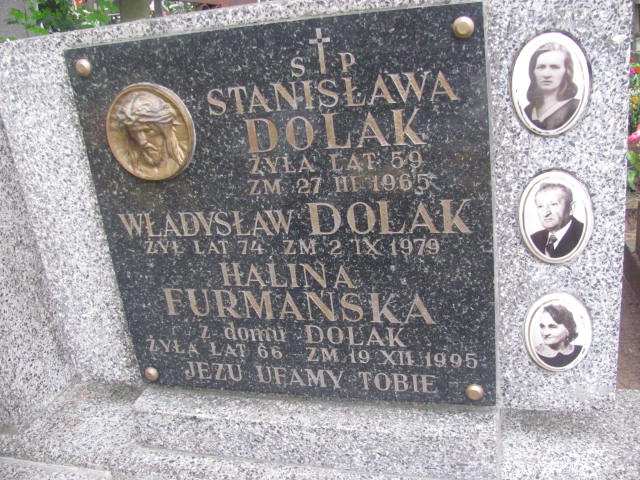 Ś P
STANISŁAWA
DOLAK
ŻYŁA LAT 59
ZM 27 III 1965
WŁADYSŁAW DOLAK
ŻYŁ LAT 74 ZM 2 IX 1979
HALINA
FURMAŃSKA
Z domu DOLAK
ŻYŁA LAT 66 ZM 19 XII 1995
JEZU UFAMY TOBIE